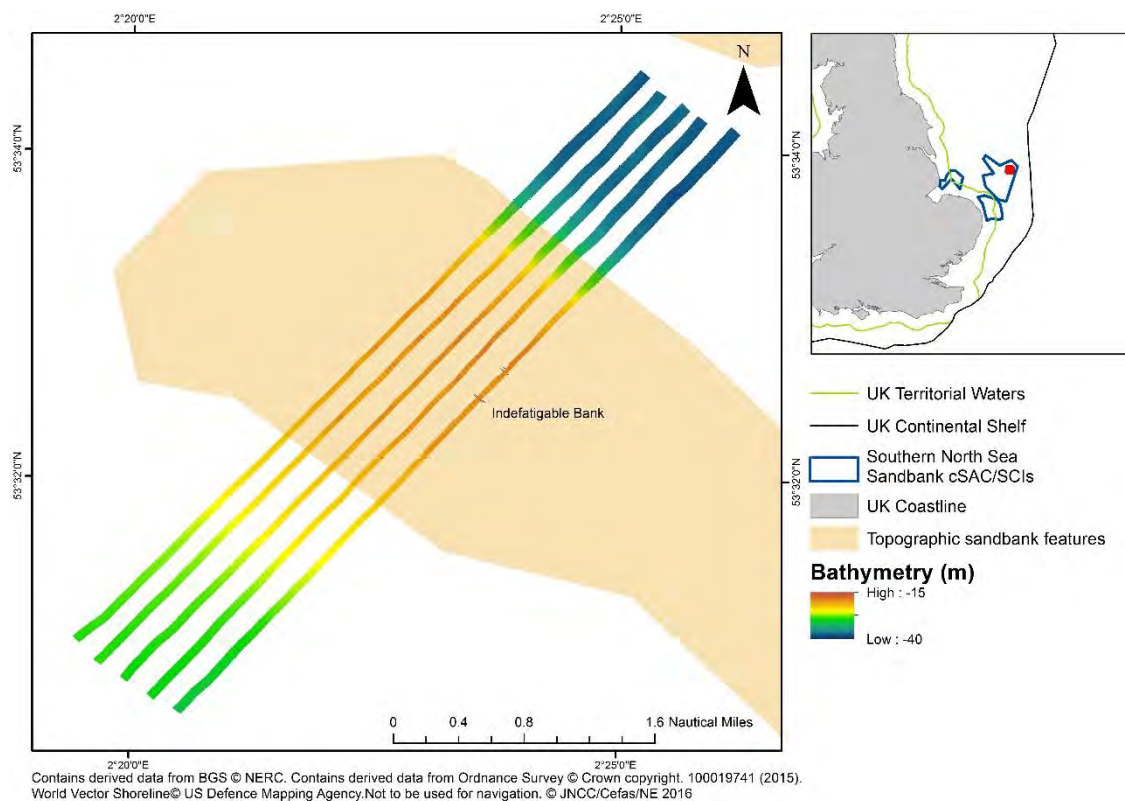 2°20'0"E
2°25'0"E
N
53°34'0"N
53°34'0"N
Indefatigable Bank
53°32'0"N
53°32'0"N
0 0.4 0.8 1.6 Nautical Miles
2°20'0"E
2°25'0"E
UK Territorial Waters
UK Continental Shelf
Southern North Sea
Sandbank cSAC/SCIs
UK Coastline
Topographic sandbank features
Bathymetry (m)
High : -15
Low : -40
Contains derived data from BGS © NERC. Contains derived data from Ordnance Survey © Crown copyright. 100019741 (2015).
World Vector Shoreline© US Defence Mapping Agency.Not to be used for navigation. © JNCC/Cefas/NE 2016